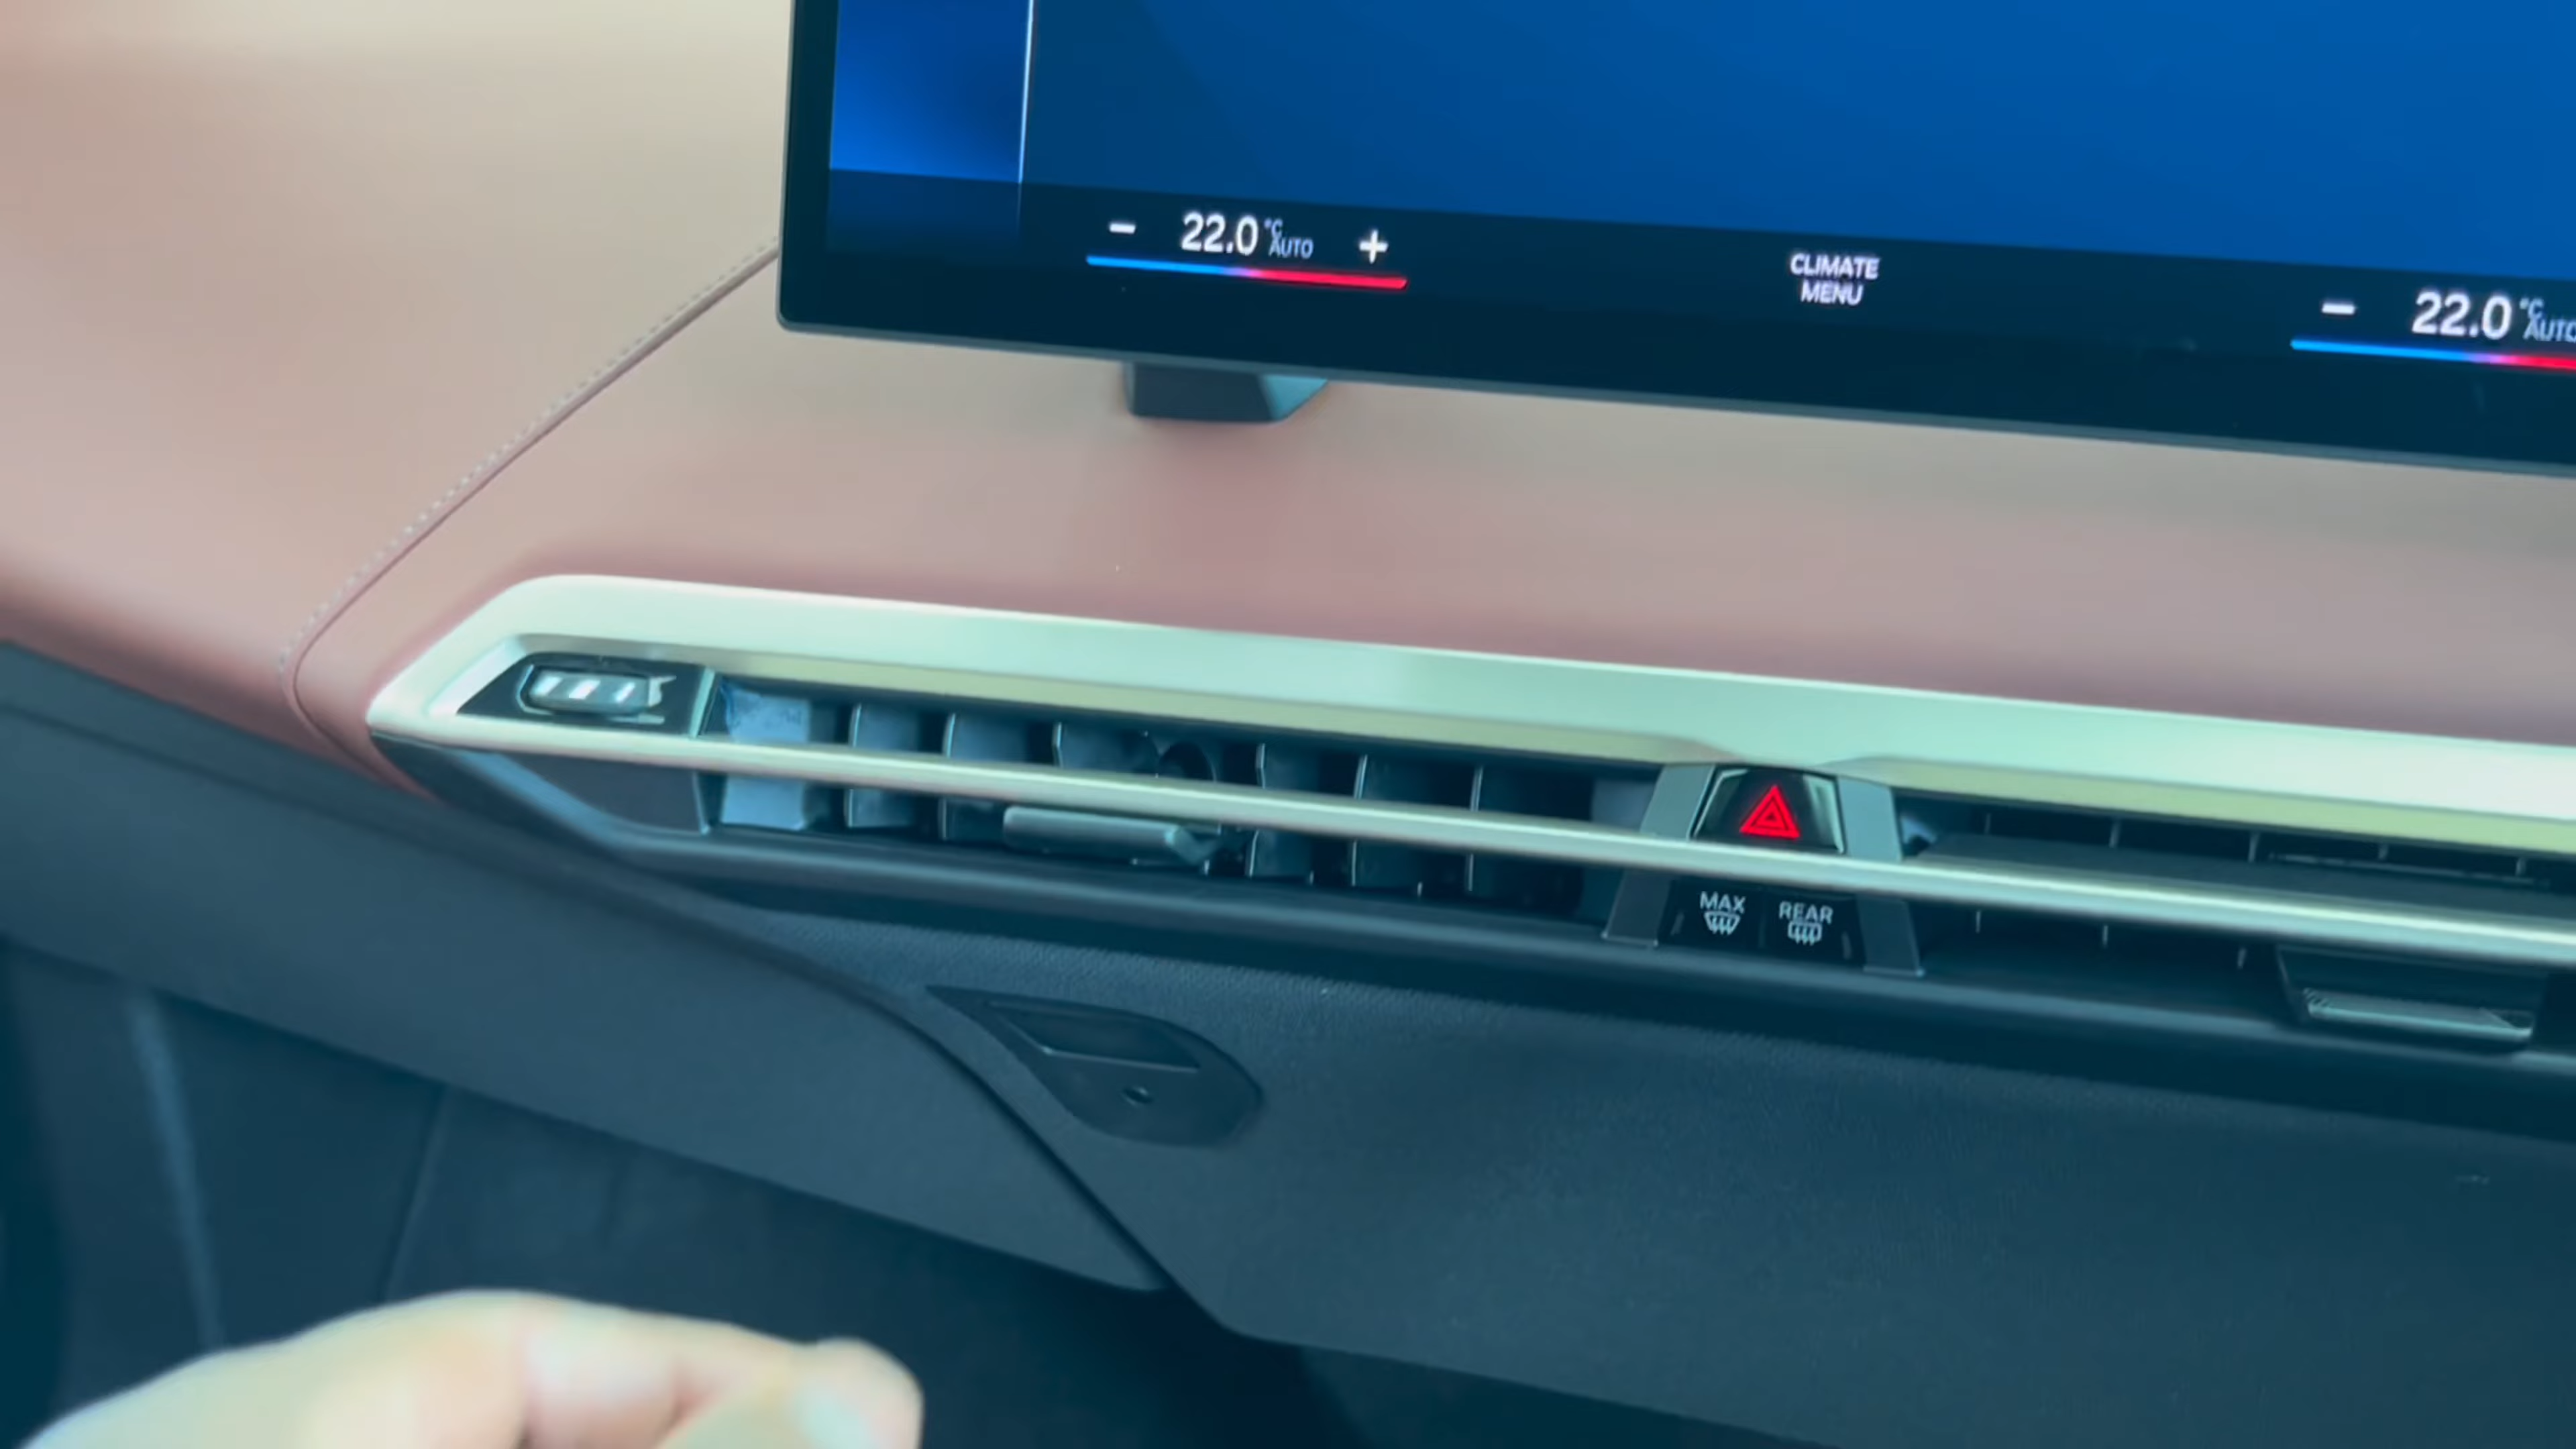 − 22.0 °C AUTO +
CLIMATE
MENU
− 22.0 °C AUTO
MAX
REAR